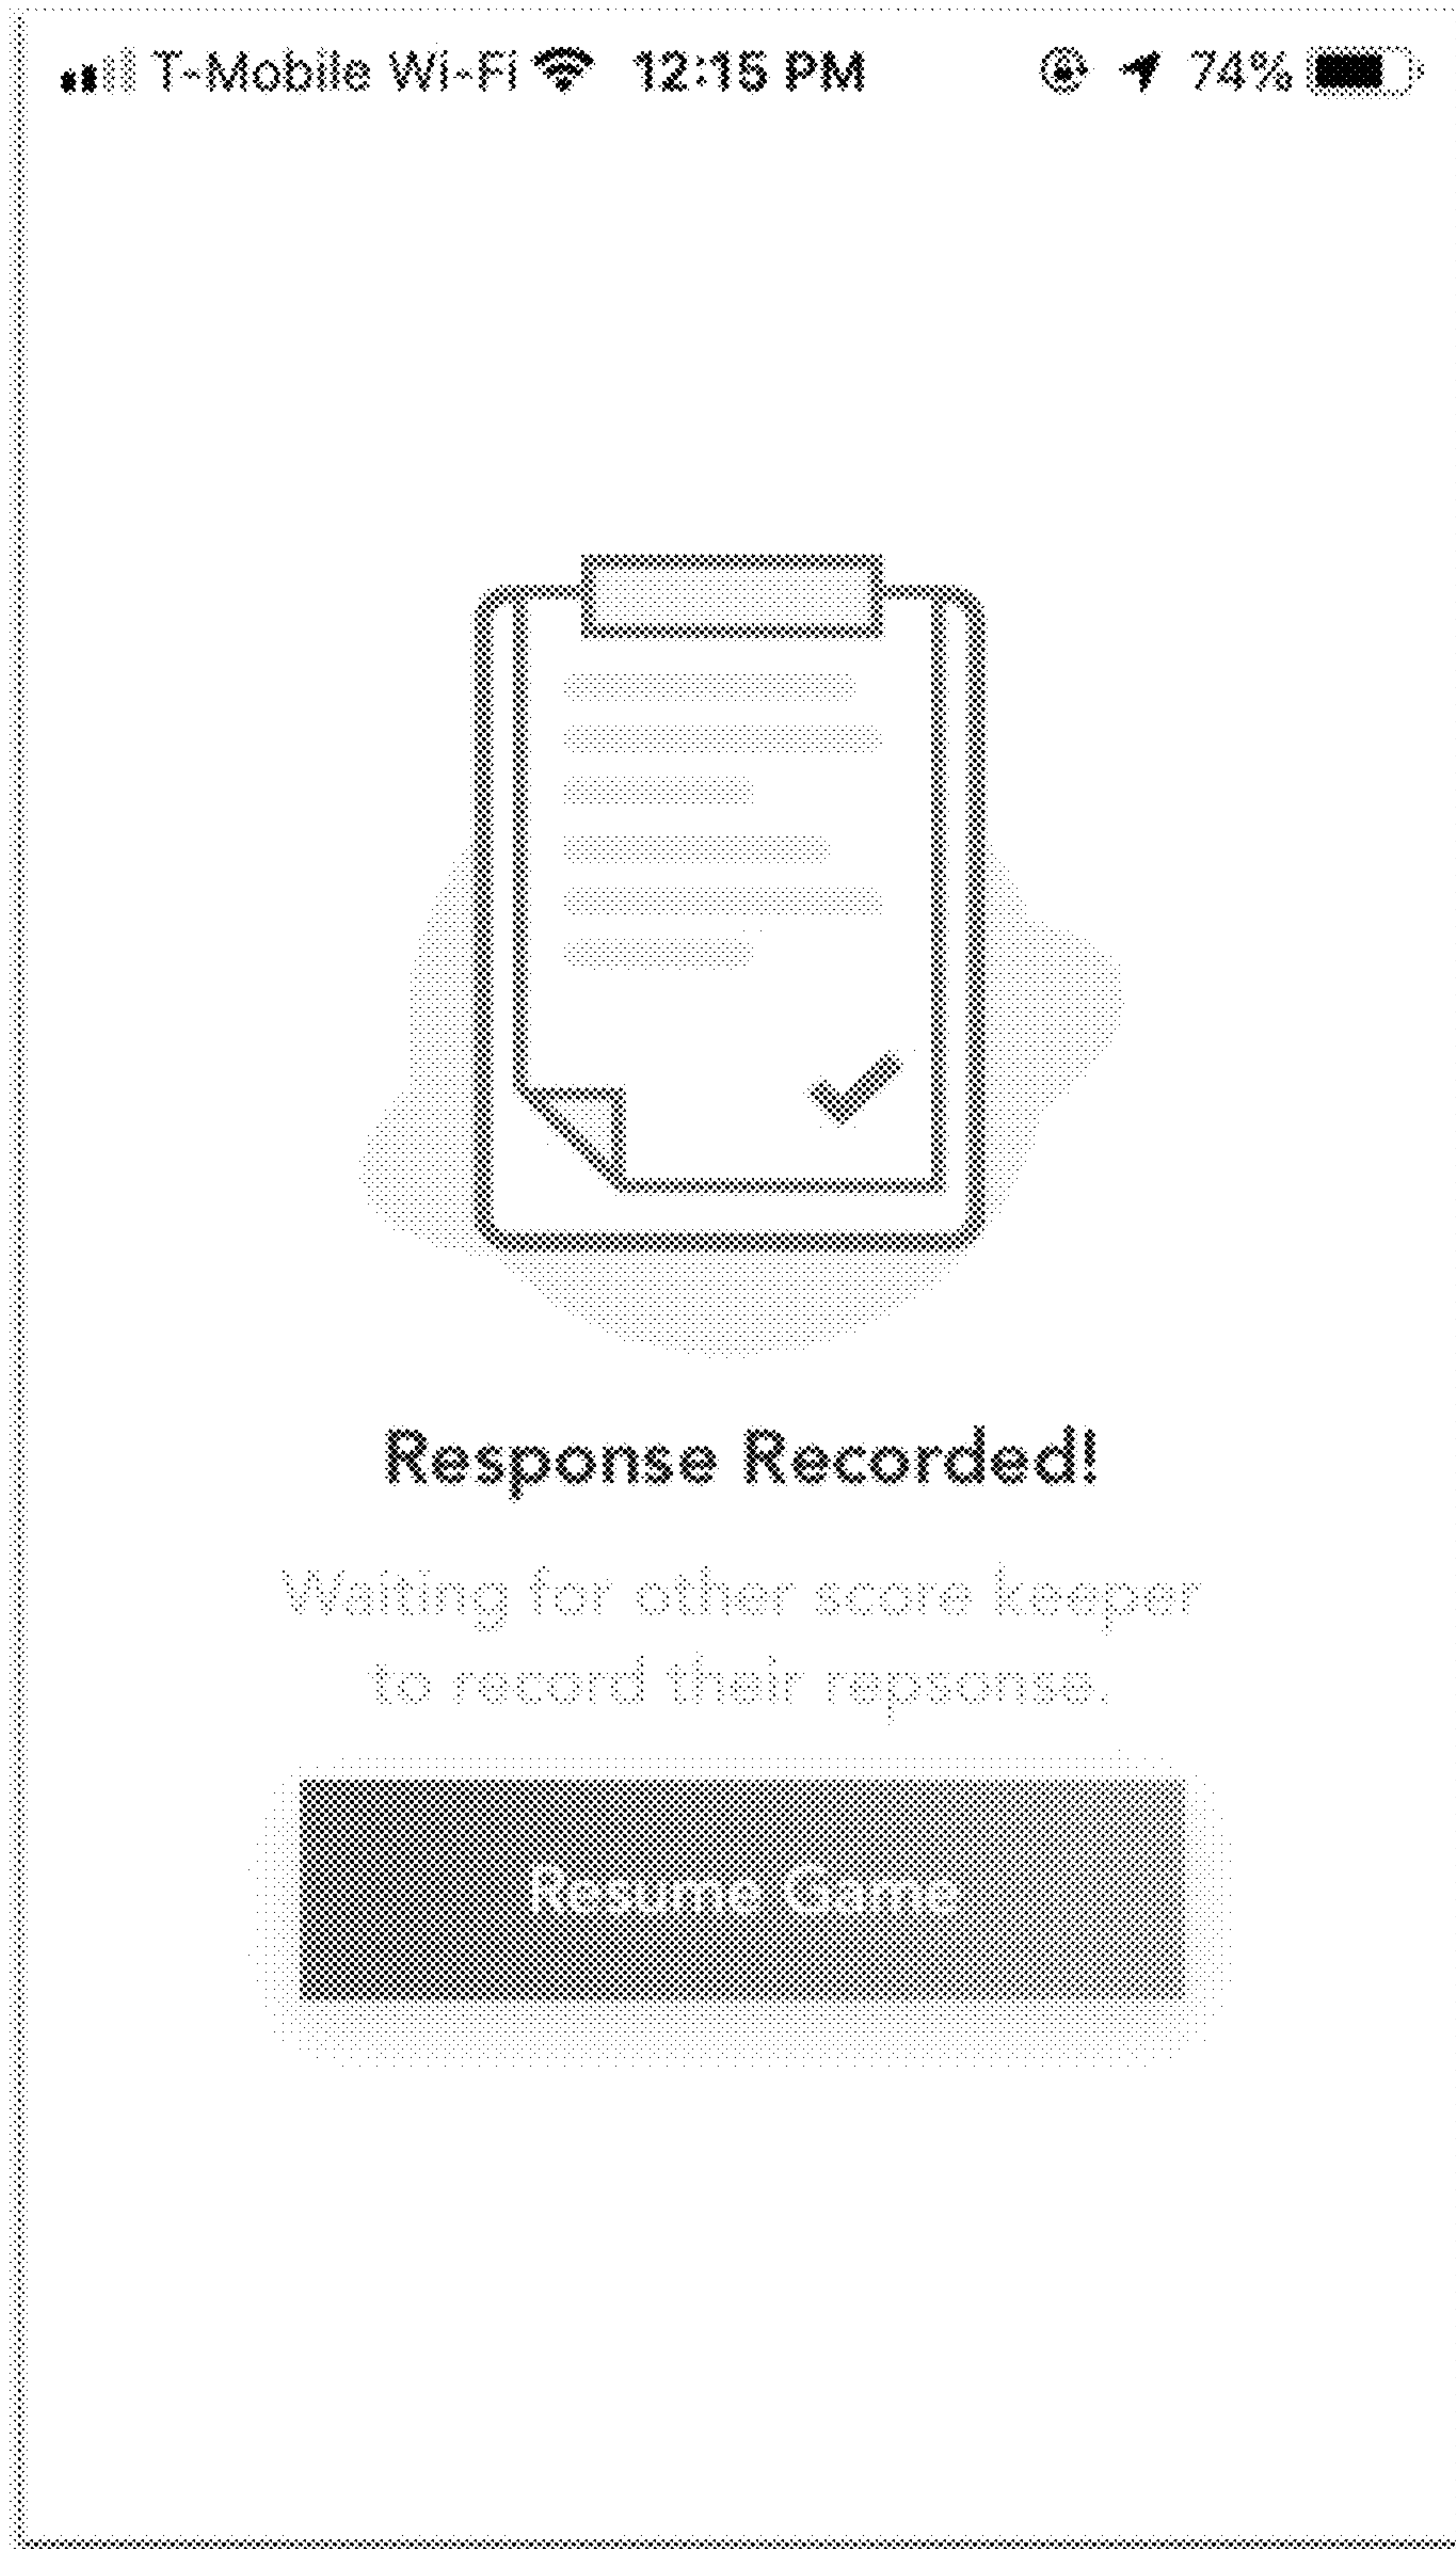 T-Mobile Wi-Fi 12:15 PM 74%
Response Recorded!
Waiting for other score keeper
to record their repsonse.
Resume Game